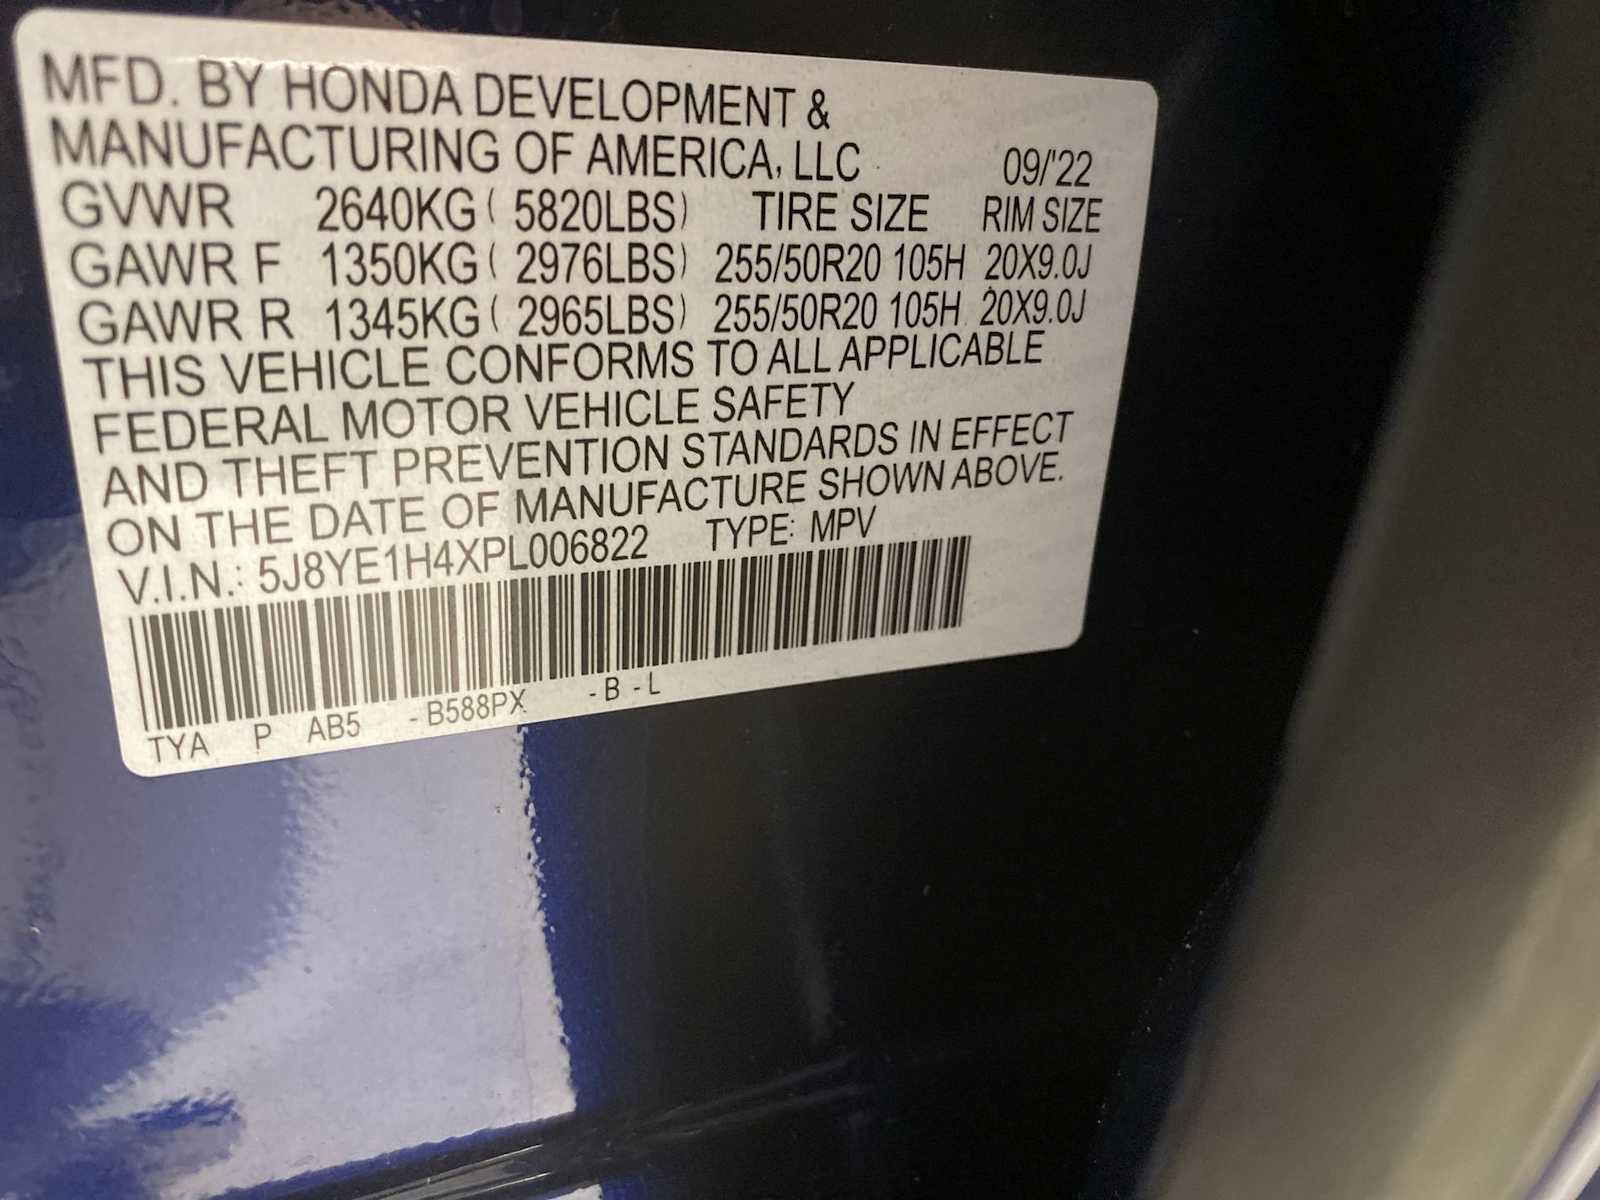 MFD. BY HONDA DEVELOPMENT &
MANUFACTURING OF AMERICA, LLC 09/'22
GVWR 2640KG ( 5820LBS) TIRE SIZE RIM SIZE
GAWR F 1350KG ( 2976LBS) 255/50R20 105H 20X9.0J
GAWR R 1345KG ( 2965LBS) 255/50R20 105H 20X9.0J
THIS VEHICLE CONFORMS TO ALL APPLICABLE
FEDERAL MOTOR VEHICLE SAFETY
AND THEFT PREVENTION STANDARDS IN EFFECT
ON THE DATE OF MANUFACTURE SHOWN ABOVE.
V.I.N.: 5J8YE1H4XPL006822 TYPE: MPV
TYA P AB5 -B588PX -B -L